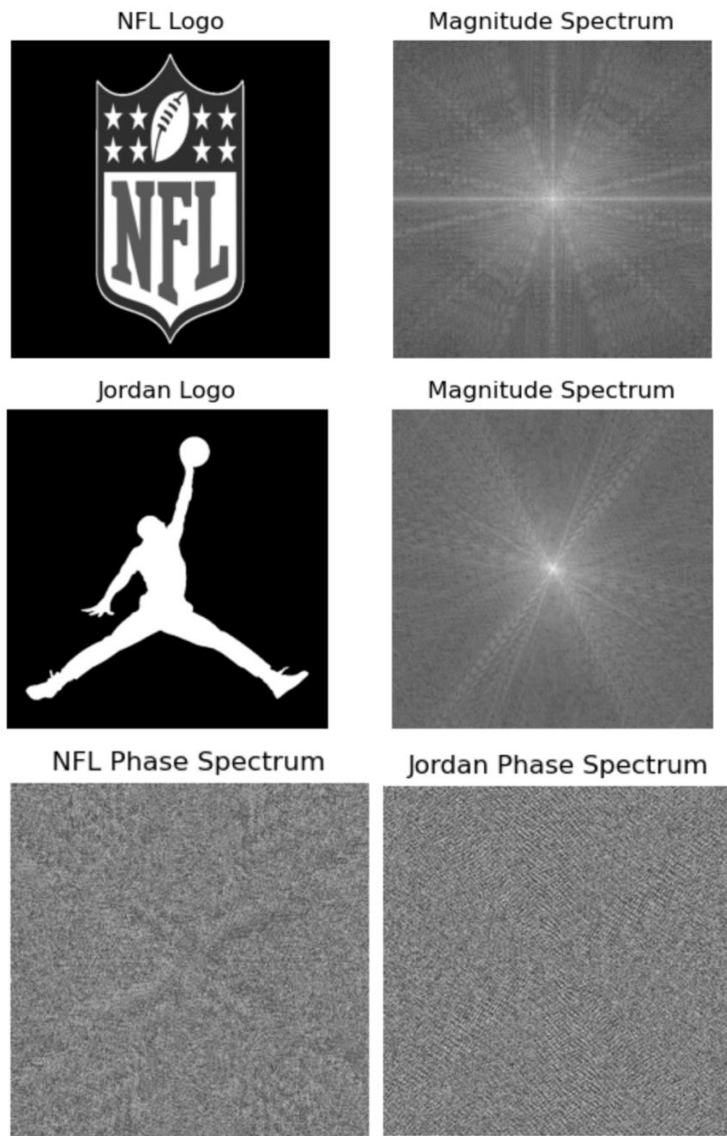 NFL Logo
Magnitude Spectrum
NFL
Jordan Logo
Magnitude Spectrum
NFL Phase Spectrum
Jordan Phase Spectrum